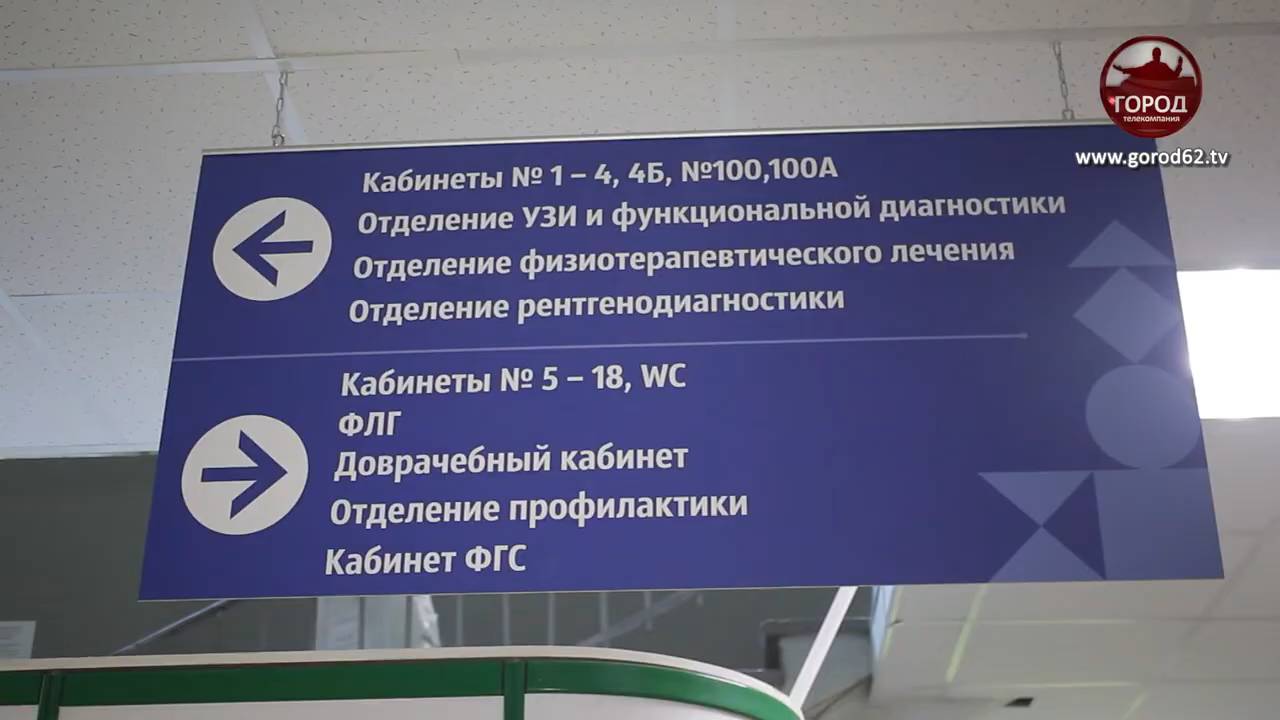 ГОРОД
телекомпания
www.gorod62.tv
Кабинеты № 1 – 4, 4Б, №100,100А
Отделение УЗИ и функциональной диагностики
Отделение физиотерапевтического лечения
Отделение рентгенодиагностики
Кабинеты № 5 – 18, WC
ФЛГ
Доврачебный кабинет
Отделение профилактики
Кабинет ФГС